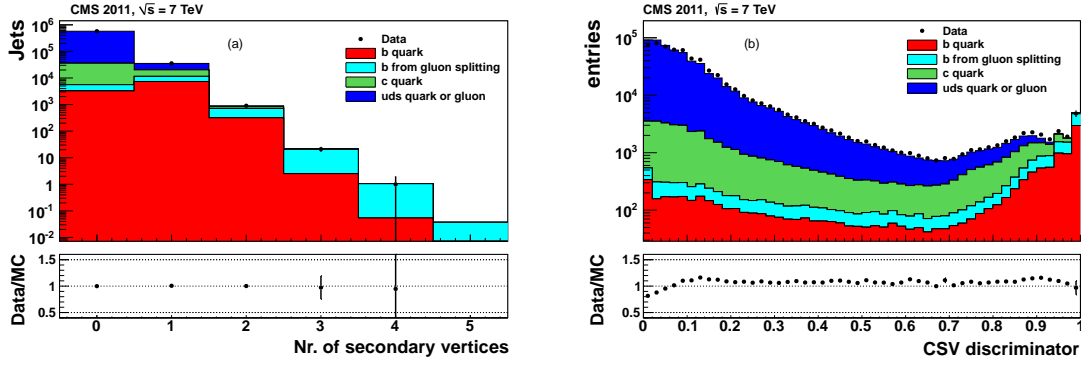 CMS 2011, √s = 7 TeV
Jets
10⁶
10⁵
10⁴
10³
10²
10
1
10⁻¹
10⁻²
(a)
Data
b quark
b from gluon splitting
c quark
uds quark or gluon
Data/MC
1.5
1
0.5
0 1 2 3 4 5
Nr. of secondary vertices
CMS 2011, √s = 7 TeV
entries
10⁵
10⁴
10³
10²
(b)
Data
b quark
b from gluon splitting
c quark
uds quark or gluon
Data/MC
1.5
1
0.5
0 0.1 0.2 0.3 0.4 0.5 0.6 0.7 0.8 0.9 1
CSV discriminator